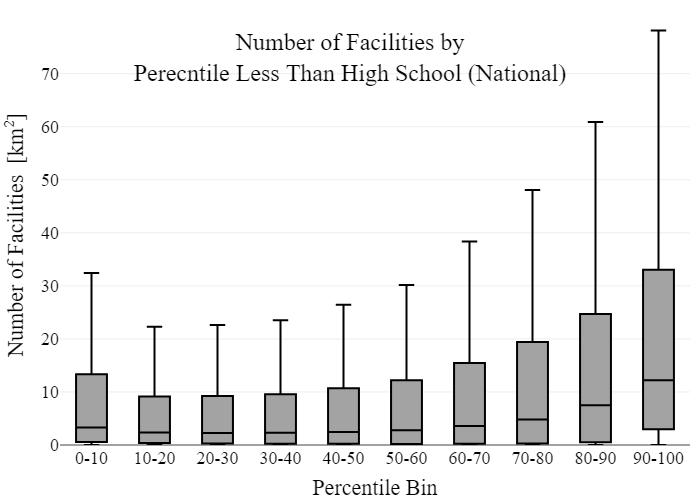 Number of Facilities by
Perecntile Less Than High School (National)
Number of Facilities [km²]
70
60
50
40
30
20
10
0
0-10 10-20 20-30 30-40 40-50 50-60 60-70 70-80 80-90 90-100
Percentile Bin